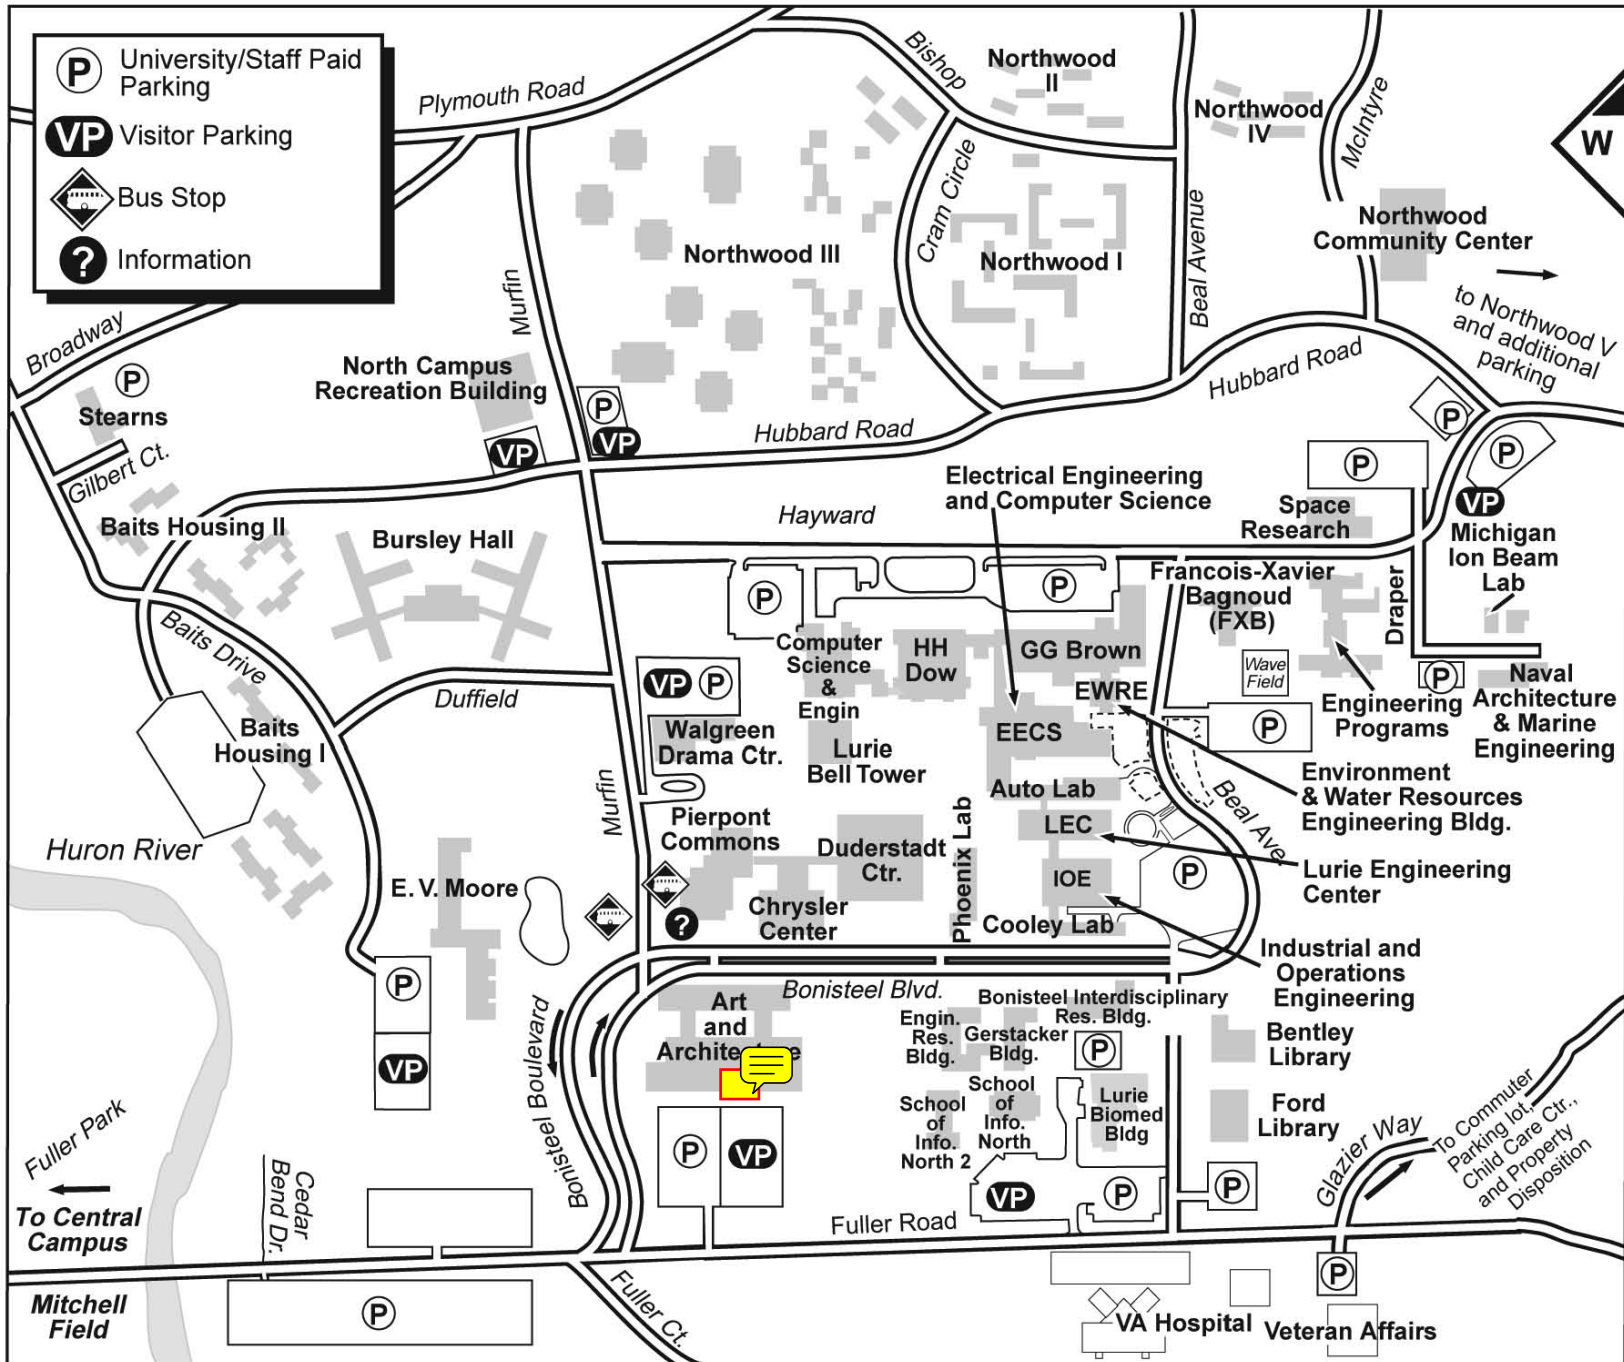 P University/Staff Paid
Parking
VP Visitor Parking
Bus Stop
? Information
Plymouth Road
Bishop
Northwood
II
Northwood
IV
McIntyre
W
Cram Circle
Beal Avenue
Northwood
Community Center
to Northwood V
and additional
parking
Northwood III
Northwood I
Murfin
Broadway
P
Stearns
Gilbert Ct.
North Campus
Recreation Building
VP
P
VP
Hubbard Road
Hubbard Road
P
P
P
VP
Electrical Engineering
and Computer Science
Hayward
Space
Research
Michigan
Ion Beam
Lab
Baits Housing II
Bursley Hall
Francois-Xavier
Bagnoud
(FXB)
Draper
P
P
Baits Drive
Computer
Science
&
Engin
HH
Dow
GG Brown
EWRE
Wave
Field
P
Engineering
Programs
Naval
Architecture
& Marine
Engineering
Duffield
VP P
Walgreen
Drama Ctr.
Lurie
Bell Tower
EECS
P
Baits
Housing I
Murfin
Auto Lab
Beal Ave.
Environment
& Water Resources
Engineering Bldg.
Pierpont
Commons
Duderstadt
Ctr.
Phoenix Lab
LEC
IOE
P
Lurie Engineering
Center
Huron River
E. V. Moore
?
Chrysler
Center
Cooley Lab
Industrial and
Operations
Engineering
P
VP
Bonisteel Boulevard
Bonisteel Blvd.
Art
and
Architecture
Engin.
Res.
Bldg.
Gerstacker
Bldg.
Bonisteel Interdisciplinary
Res. Bldg.
P
Bentley
Library
School
of
Info.
North 2
School
of
Info.
North
Lurie
Biomed
Bldg
Ford
Library
Fuller Park
To Central
Campus
Cedar
Bend Dr.
P
VP
VP
P
P
Glazier Way
To Commuter
Parking lot,
Child Care Ctr.,
and Property
Disposition
Fuller Road
Mitchell
Field
P
Fuller Ct.
P
VA Hospital
Veteran Affairs